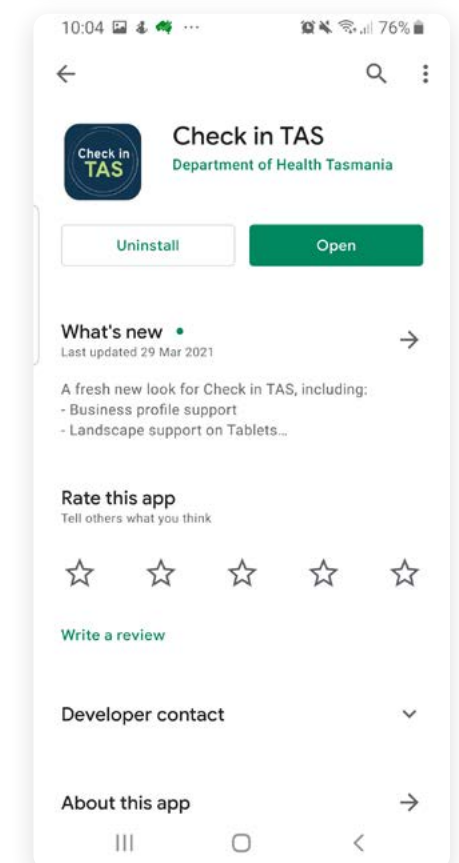 10:04 ... 76%
Check in TAS
Check in
TAS
Department of Health Tasmania
Uninstall
Open
What's new
Last updated 29 Mar 2021
A fresh new look for Check in TAS, including:
- Business profile support
- Landscape support on Tablets...
Rate this app
Tell others what you think
Write a review
Developer contact
About this app